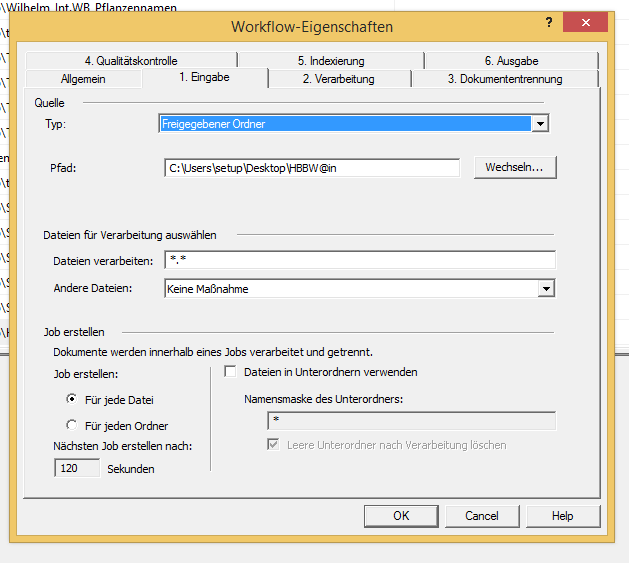 \Wilhelm_Int.WB_Pflanzennamen
Workflow-Eigenschaften
?
4. Qualitätskontrolle 5. Indexierung 6. Ausgabe
Allgemein 1. Eingabe 2. Verarbeitung 3. Dokumententrennung
Quelle
Typ: Freigegebener Ordner
Pfad: C:\Users\setup\Desktop\HBBW@in Wechseln...
Dateien für Verarbeitung auswählen
Dateien verarbeiten: *.*
Andere Dateien: Keine Maßnahme
Job erstellen
Dokumente werden innerhalb eines Jobs verarbeitet und getrennt.
Job erstellen: Dateien in Unterordnern verwenden
Für jede Datei Namensmaske des Unterordners:
Für jeden Ordner *
Nächsten Job erstellen nach: Leere Unterordner nach Verarbeitung löschen
120 Sekunden
OK Cancel Help